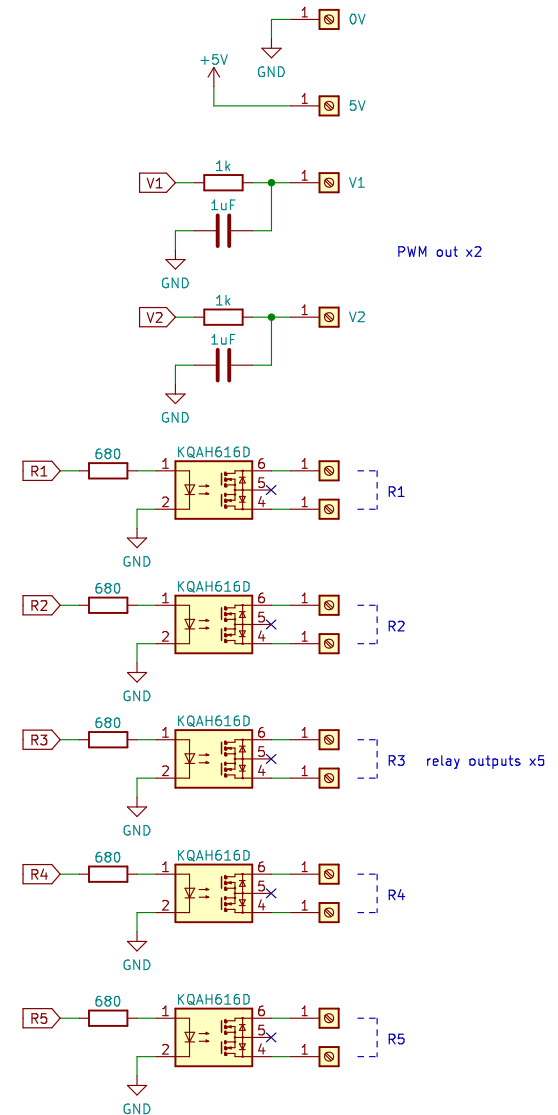 1 0V
GND
+5V
1 5V
V1 1k 1 V1
1uF
GND
PWM out x2
V2 1k 1 V2
1uF
GND
680 KQAH616D
R1 1 6 1
5
2 4 1
R1
GND
680 KQAH616D
R2 1 6 1
5
2 4 1
R2
GND
680 KQAH616D
R3 1 6 1
5
2 4 1
R3 relay outputs x5
GND
680 KQAH616D
R4 1 6 1
5
2 4 1
R4
GND
680 KQAH616D
R5 1 6 1
5
2 4 1
R5
GND